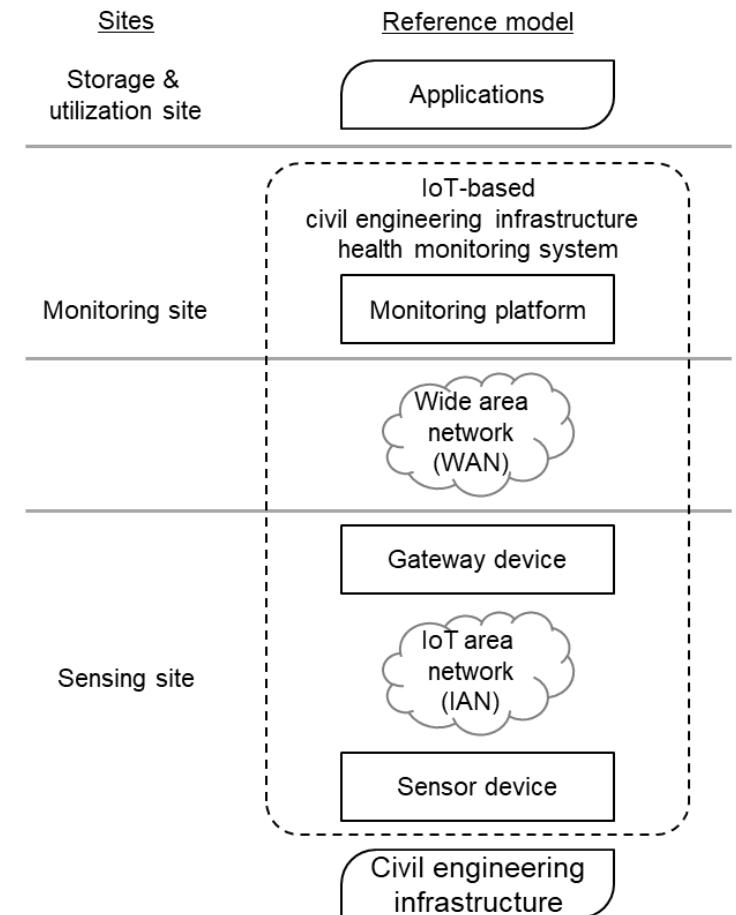 Sites
Reference model
Storage &
utilization site
Applications
IoT-based
civil engineering infrastructure
health monitoring system
Monitoring site
Monitoring platform
Wide area
network
(WAN)
Gateway device
IoT area
network
(IAN)
Sensing site
Sensor device
Civil engineering
infrastructure